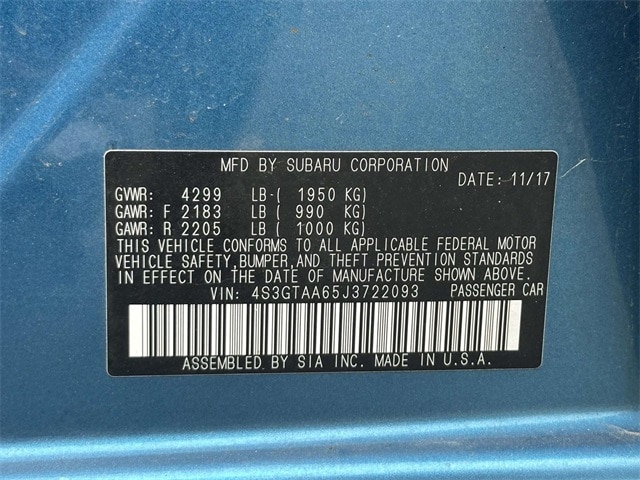 MFD BY SUBARU CORPORATION
DATE: 11/17
GVWR: 4299 LB-( 1950 KG)
GAWR: F 2183 LB ( 990 KG)
GAWR: R 2205 LB ( 1000 KG)
THIS VEHICLE CONFORMS TO ALL APPLICABLE FEDERAL MOTOR
VEHICLE SAFETY,BUMPER,AND THEFT PREVENTION STANDARDS
IN EFFECT ON THE DATE OF MANUFACTURE SHOWN ABOVE.
VIN: 4S3GTAA65J3722093 PASSENGER CAR
ASSEMBLED BY SIA INC. MADE IN U.S.A.